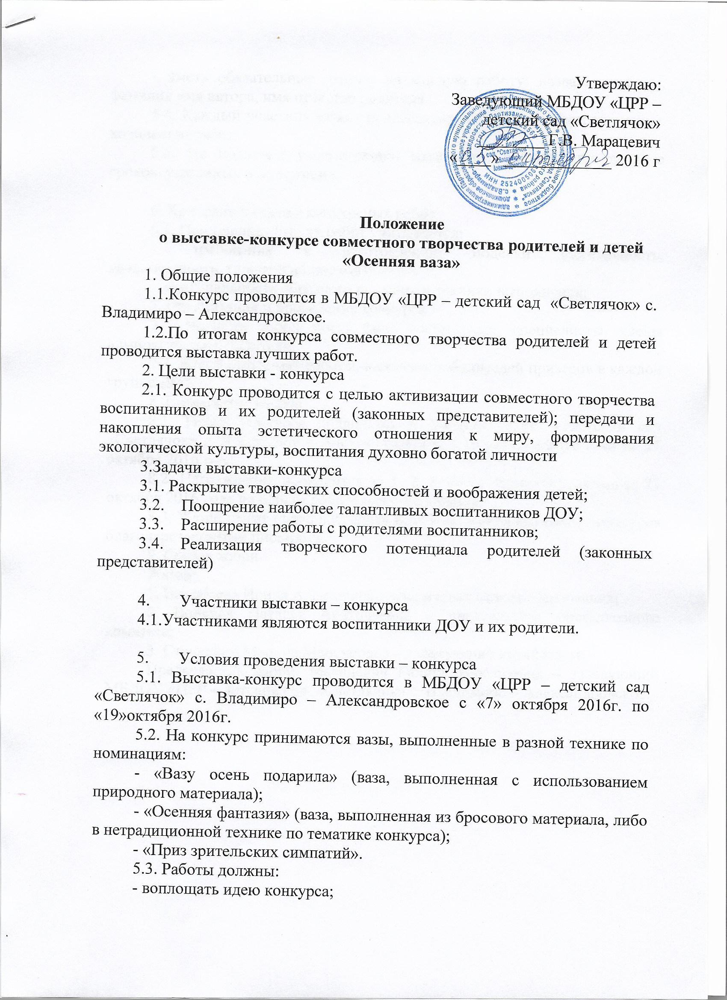 Утверждаю:
Заведующий МБДОУ «ЦРР –
детский сад «Светлячок»
Г.В. Марацевич
« » 2016 г
МБДОУ
"ЦРР - детский
сад "Светлячок"
с.Владимиро-
Александровское
ИНН 2524005063
Положение
о выставке-конкурсе совместного творчества родителей и детей
«Осенняя ваза»
1. Общие положения
1.1.Конкурс проводится в МБДОУ «ЦРР – детский сад «Светлячок» с.
Владимиро – Александровское.
1.2.По итогам конкурса совместного творчества родителей и детей
проводится выставка лучших работ.
2. Цели выставки - конкурса
2.1. Конкурс проводится с целью активизации совместного творчества
воспитанников и их родителей (законных представителей); передачи и
накопления опыта эстетического отношения к миру, формирования
экологической культуры, воспитания духовно богатой личности
3.Задачи выставки-конкурса
3.1. Раскрытие творческих способностей и воображения детей;
3.2. Поощрение наиболее талантливых воспитанников ДОУ;
3.3. Расширение работы с родителями воспитанников;
3.4. Реализация творческого потенциала родителей (законных
представителей)
4. Участники выставки – конкурса
4.1.Участниками являются воспитанники ДОУ и их родители.
5. Условия проведения выставки – конкурса
5.1. Выставка-конкурс проводится в МБДОУ «ЦРР – детский сад
«Светлячок» с. Владимиро – Александровское с «7» октября 2016г. по
«19»октября 2016г.
5.2. На конкурс принимаются вазы, выполненные в разной технике по
номинациям:
- «Вазу осень подарила» (ваза, выполненная с использованием
природного материала);
- «Осенняя фантазия» (ваза, выполненная из бросового материала, либо
в нетрадиционной технике по тематике конкурса);
- «Приз зрительских симпатий».
5.3. Работы должны:
- воплощать идею конкурса;